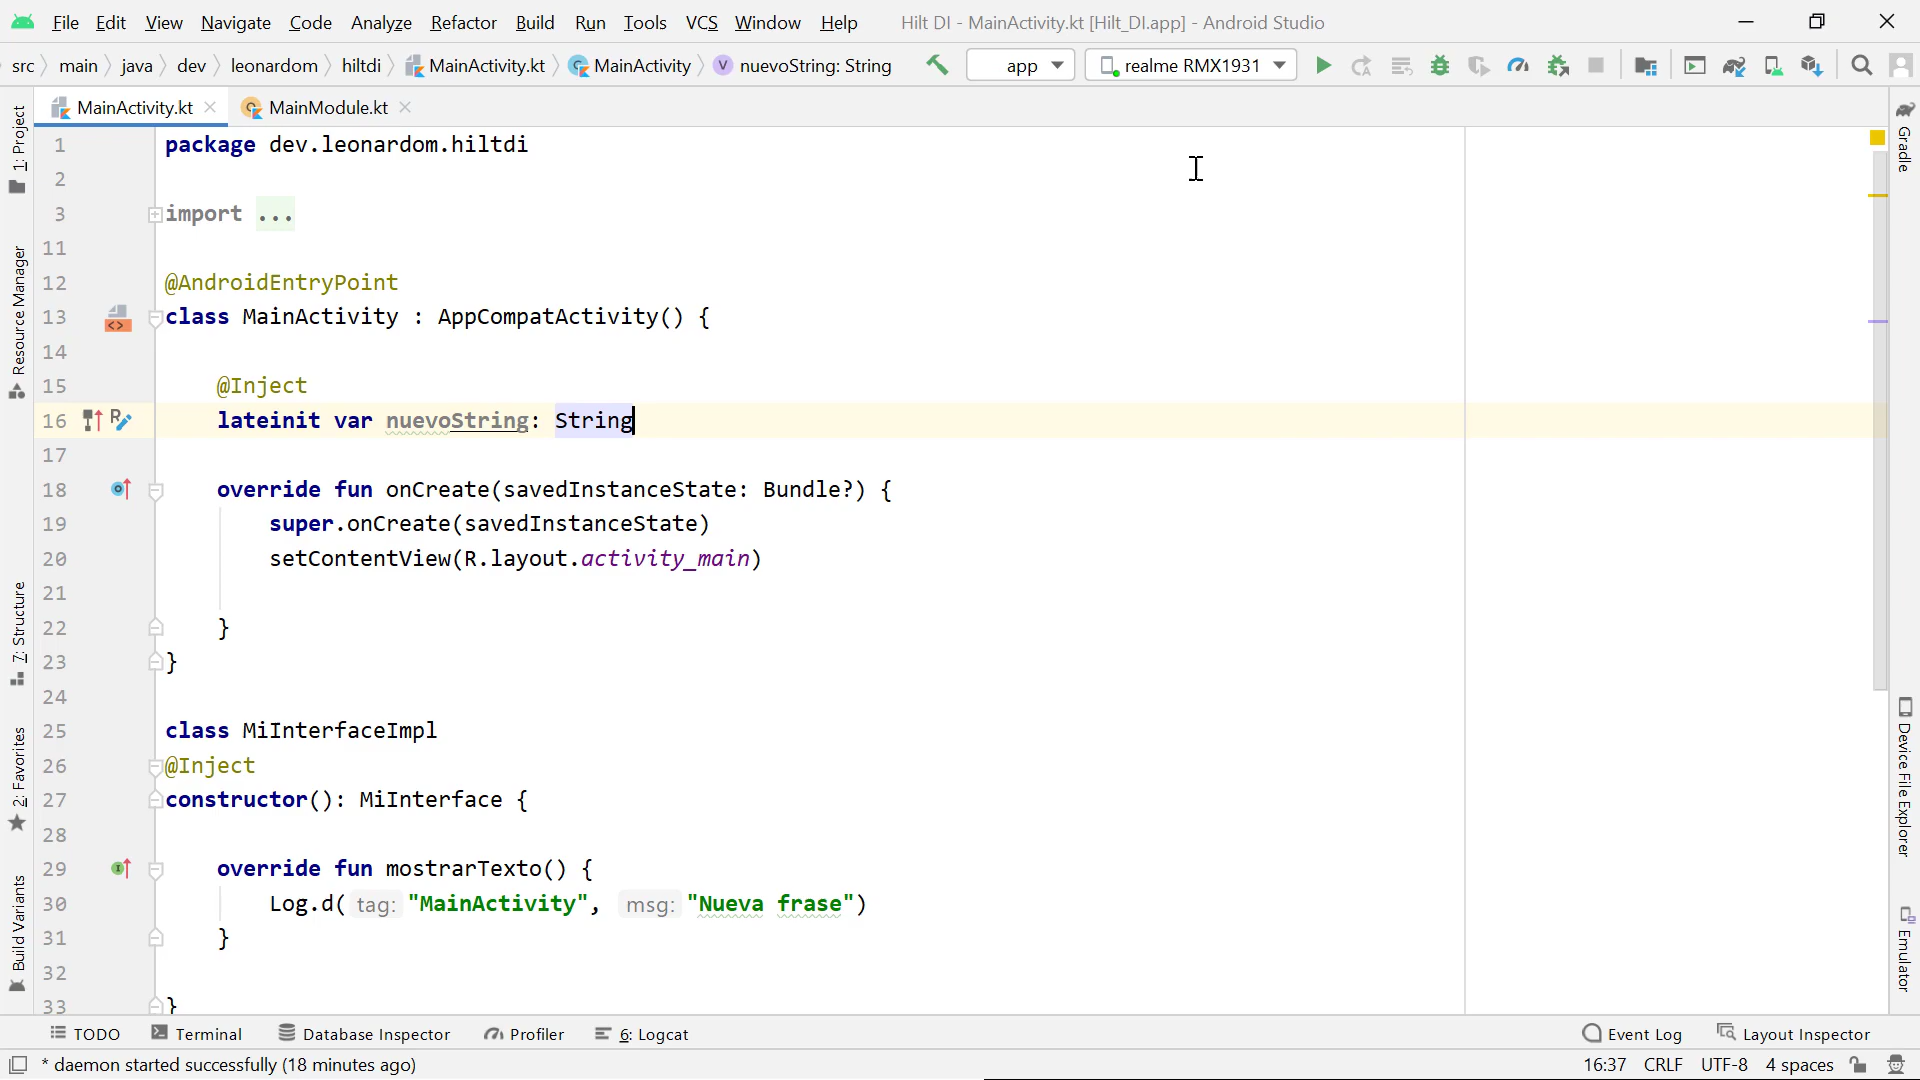 File Edit View Navigate Code Analyze Refactor Build Run Tools VCS Window Help Hilt DI - MainActivity.kt [Hilt_DI.app] - Android Studio
src main java dev leonardom hiltdi MainActivity.kt MainActivity nuevoString: String app realme RMX1931
MainActivity.kt MainModule.kt
1: Project
Resource Manager
7: Structure
2: Favorites
Build Variants
1 package dev.leonardom.hiltdi
2
3 import ...
11
12 @AndroidEntryPoint
13 class MainActivity : AppCompatActivity() {
14
15 @Inject
16 lateinit var nuevoString: String
17
18 override fun onCreate(savedInstanceState: Bundle?) {
19 super.onCreate(savedInstanceState)
20 setContentView(R.layout.activity_main)
21
22 }
23 }
24
25 class MiInterfaceImpl
26 @Inject
27 constructor(): MiInterface {
28
29 override fun mostrarTexto() {
30 Log.d( tag: "MainActivity", msg: "Nueva frase")
31 }
32
33 }
Gradle
Device File Explorer
Emulator
TODO Terminal Database Inspector Profiler 6: Logcat Event Log Layout Inspector
* daemon started successfully (18 minutes ago) 16:37 CRLF UTF-8 4 spaces